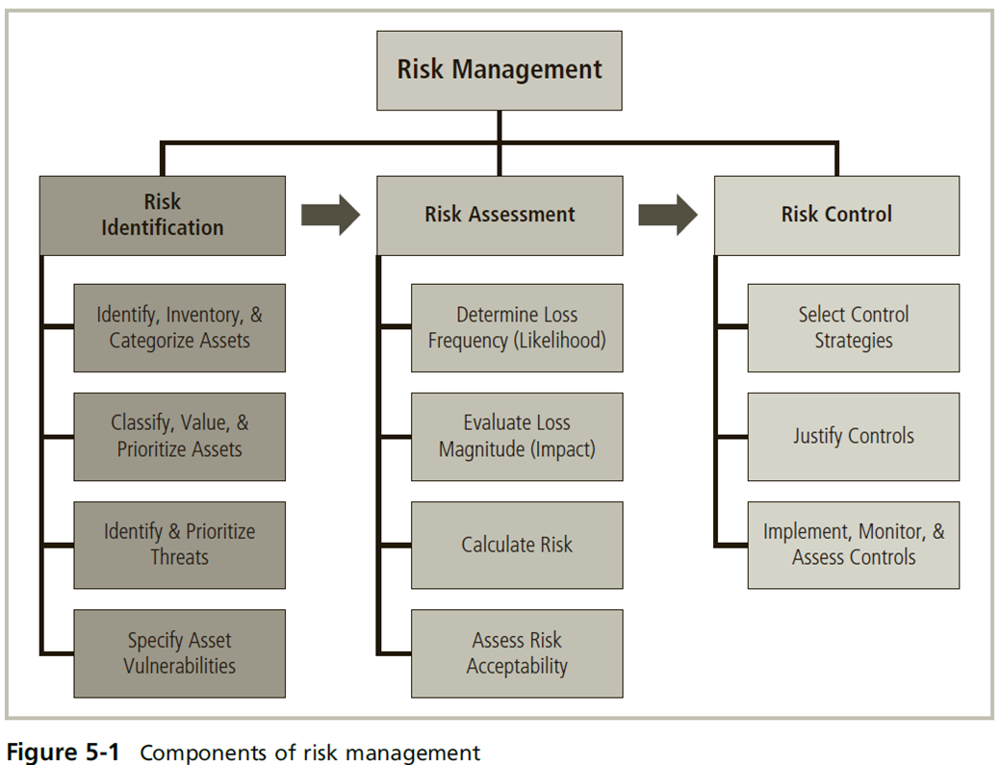 Risk Management
Risk
Identification
Identify, Inventory, &
Categorize Assets
Classify, Value, &
Prioritize Assets
Identify & Prioritize
Threats
Specify Asset
Vulnerabilities
Risk Assessment
Determine Loss
Frequency (Likelihood)
Evaluate Loss
Magnitude (Impact)
Calculate Risk
Assess Risk
Acceptability
Risk Control
Select Control
Strategies
Justify Controls
Implement, Monitor, &
Assess Controls
Figure 5-1 Components of risk management